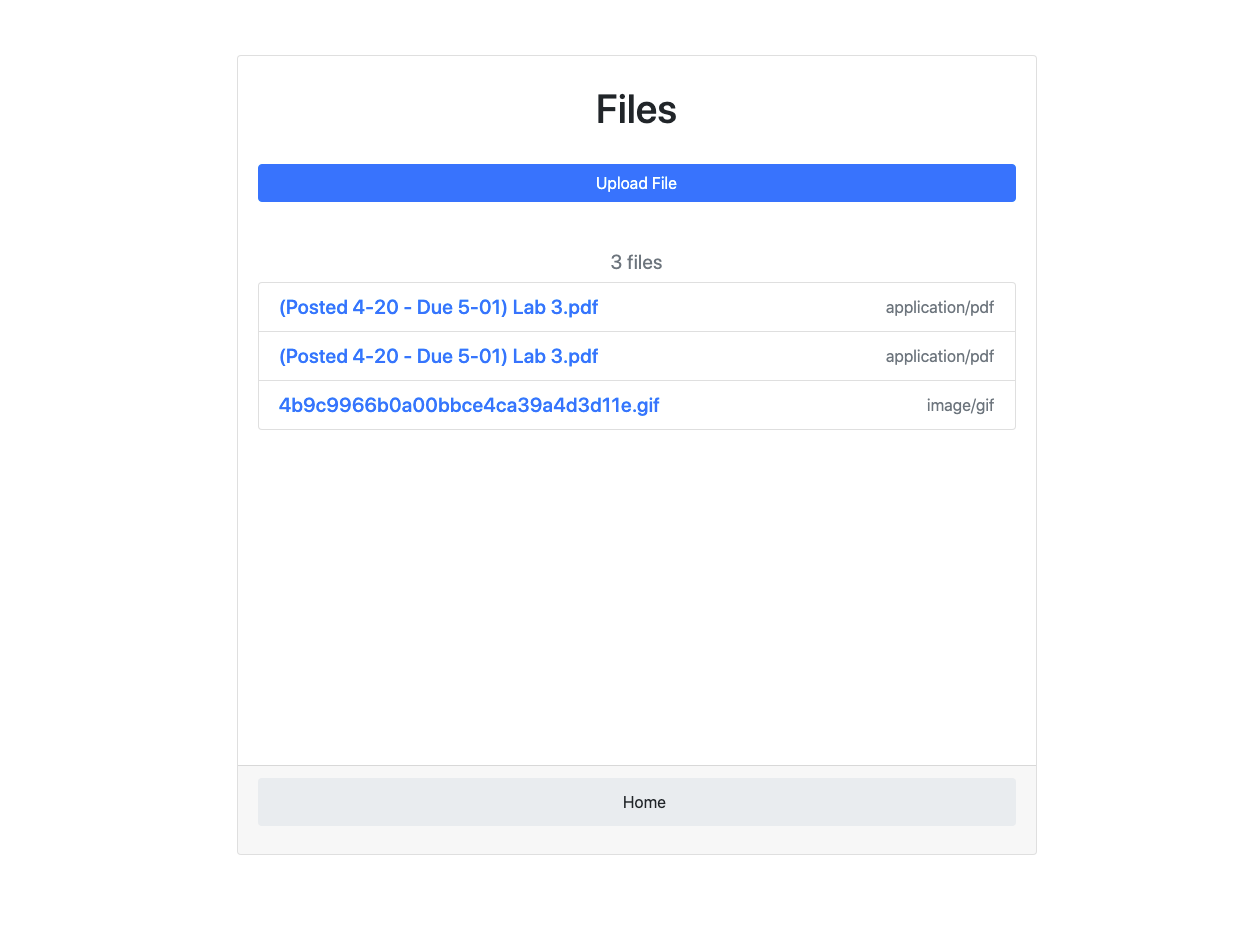 Files
Upload File
3 files
(Posted 4-20 - Due 5-01) Lab 3.pdf application/pdf
(Posted 4-20 - Due 5-01) Lab 3.pdf application/pdf
4b9c9966b0a00bbce4ca39a4d3d11e.gif image/gif
Home